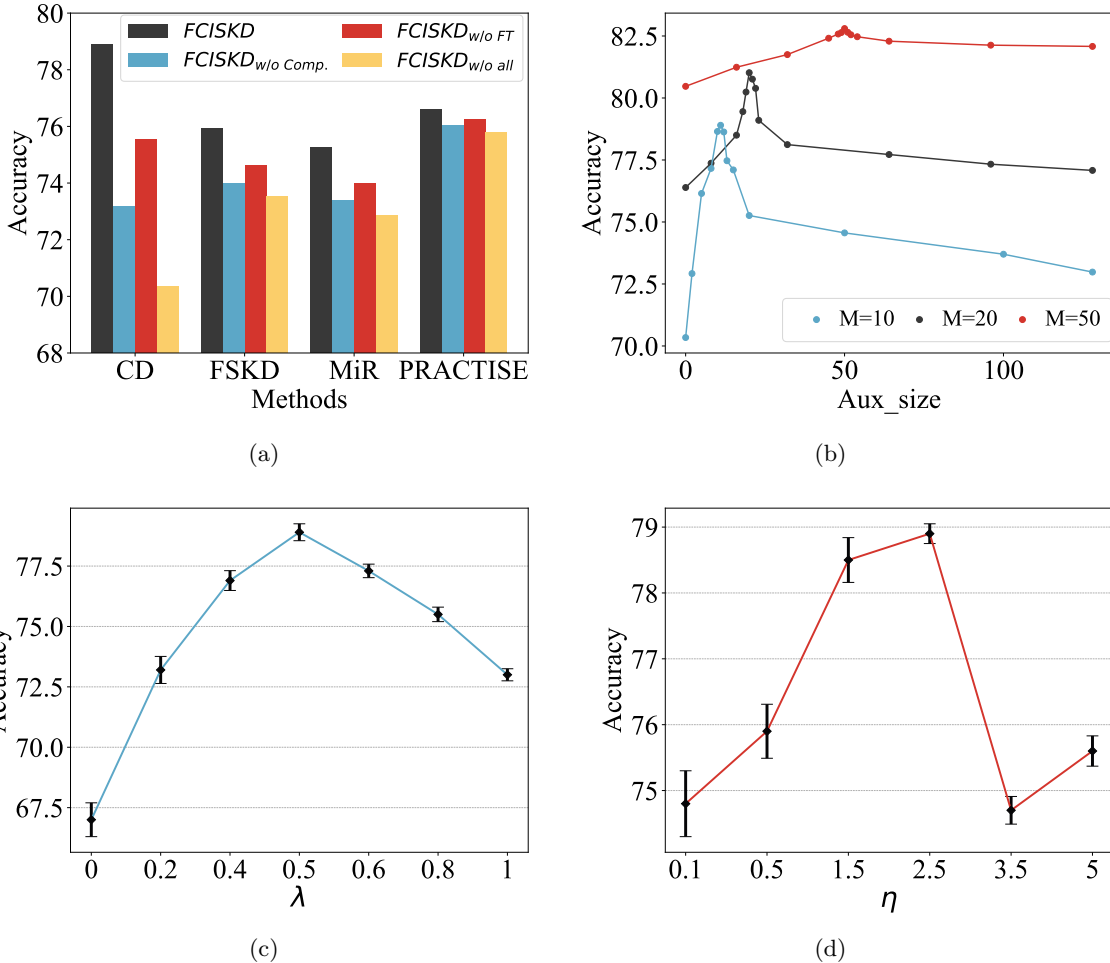 80
78
76
74
72
70
68
Accuracy
FCISKD
FCISKD w/o Comp.
FCISKD w/o FT
FCISKD w/o all
CD FSKD MiR PRACTISE
Methods
(a)
82.5
80.0
77.5
75.0
72.5
70.0
Accuracy
M=10 M=20 M=50
0 50 100
Aux_size
(b)
77.5
75.0
72.5
70.0
67.5
Accuracy
0 0.2 0.4 0.5 0.6 0.8 1
λ
(c)
79
78
77
76
75
Accuracy
0.1 0.5 1.5 2.5 3.5 5
η
(d)